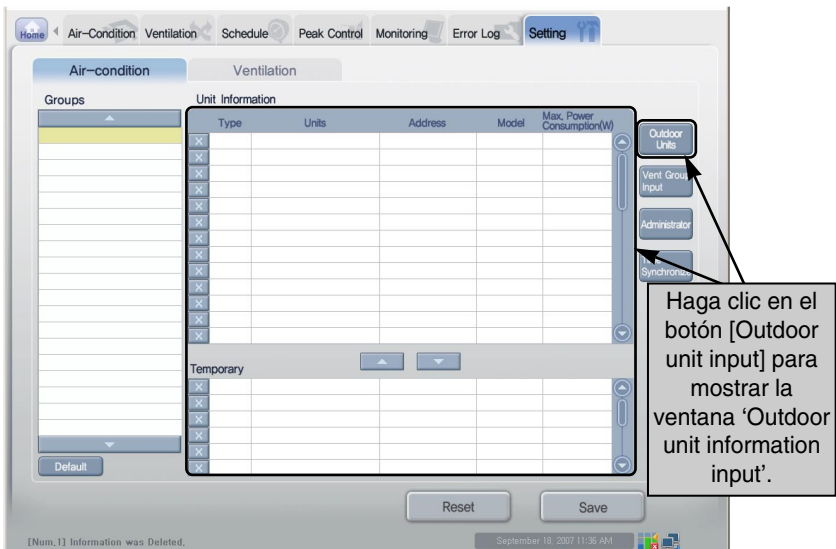 Home Air-Condition Ventilation Schedule Peak Control Monitoring Error Log Setting
Air-condition Ventilation
Groups
Unit Information
Type Units Address Model Max. Power Consumption(W)
X
X
X
X
X
X
X
X
X
X
X
X
X
Temporary
X
X
X
X
X
X
Default
Outdoor
Units
Vent Group
Input
Administrator
Synchronize
Haga clic en el
botón [Outdoor
unit input] para
mostrar la
ventana ‘Outdoor
unit information
input’.
Reset Save
[Num,1] Information was Deleted.
September 18, 2007 11:36 AM